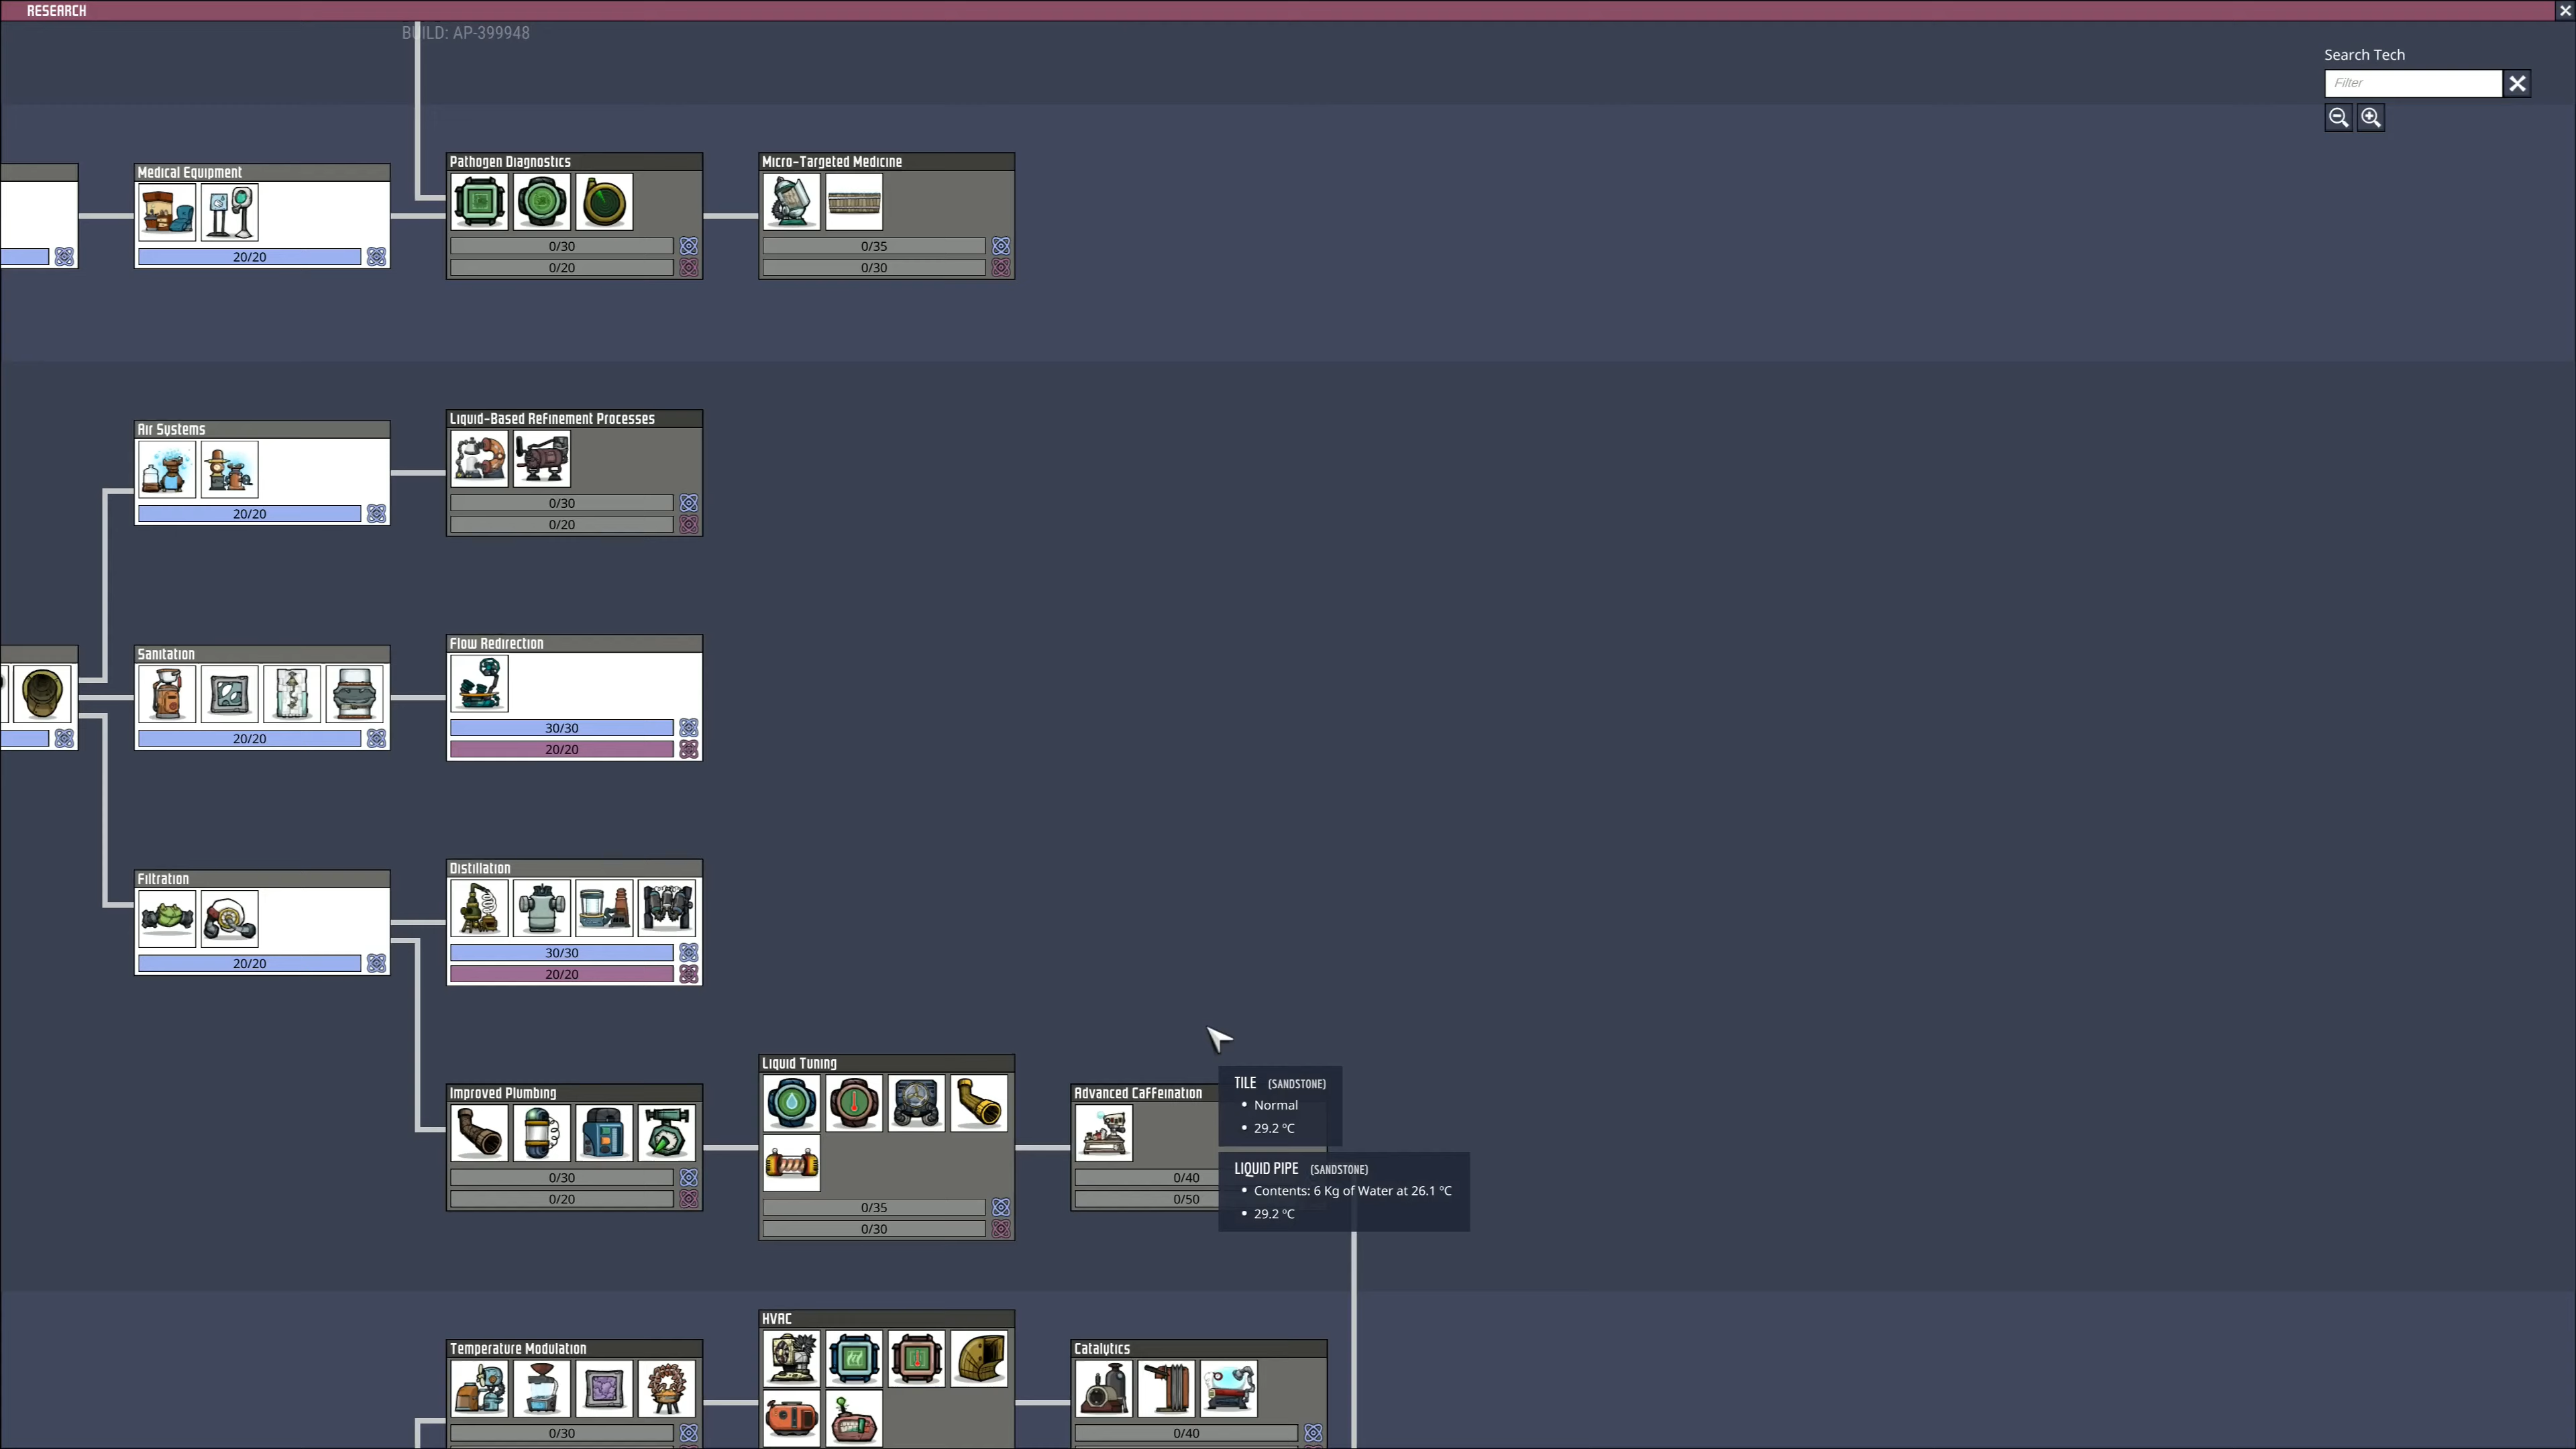 RESEARCH
BUILD: AP-399948
Search Tech
Filter
Medical Equipment
20/20
Pathogen Diagnostics
0/30
0/20
Micro-Targeted Medicine
0/35
0/30
Air Systems
20/20
Liquid-Based Refinement Processes
0/30
0/20
Sanitation
20/20
Flow Redirection
30/30
20/20
Filtration
20/20
Distillation
30/30
20/20
Improved Plumbing
0/30
0/20
Liquid Tuning
0/35
0/30
Advanced Caffeination
0/40
0/50
TILE (SANDSTONE)
• Normal
• 29.2 ºC
LIQUID PIPE (SANDSTONE)
• Contents: 6 Kg of Water at 26.1 ºC
• 29.2 ºC
Temperature Modulation
0/30
HVAC
Catalytics
0/40